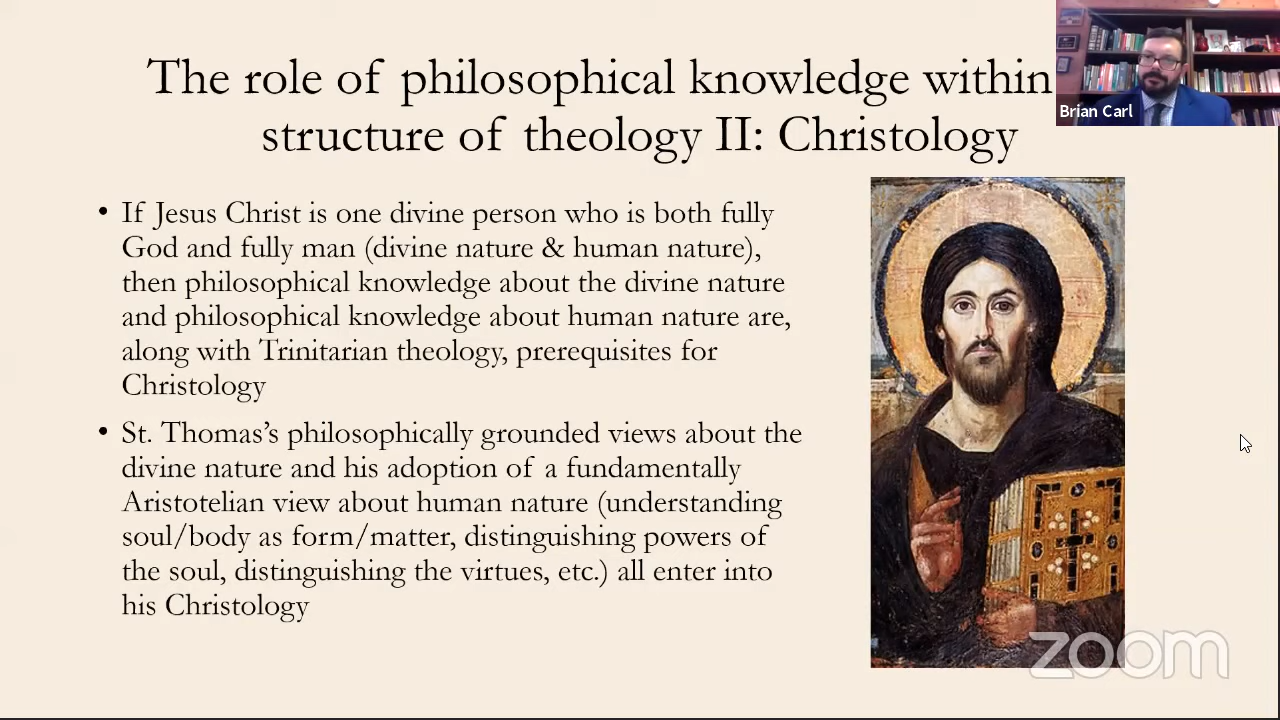 The role of philosophical knowledge within
structure of theology II: Christology
Brian Carl
• If Jesus Christ is one divine person who is both fully
God and fully man (divine nature & human nature),
then philosophical knowledge about the divine nature
and philosophical knowledge about human nature are,
along with Trinitarian theology, prerequisites for
Christology
• St. Thomas’s philosophically grounded views about the
divine nature and his adoption of a fundamentally
Aristotelian view about human nature (understanding
soul/body as form/matter, distinguishing powers of
the soul, distinguishing the virtues, etc.) all enter into
his Christology
zoom